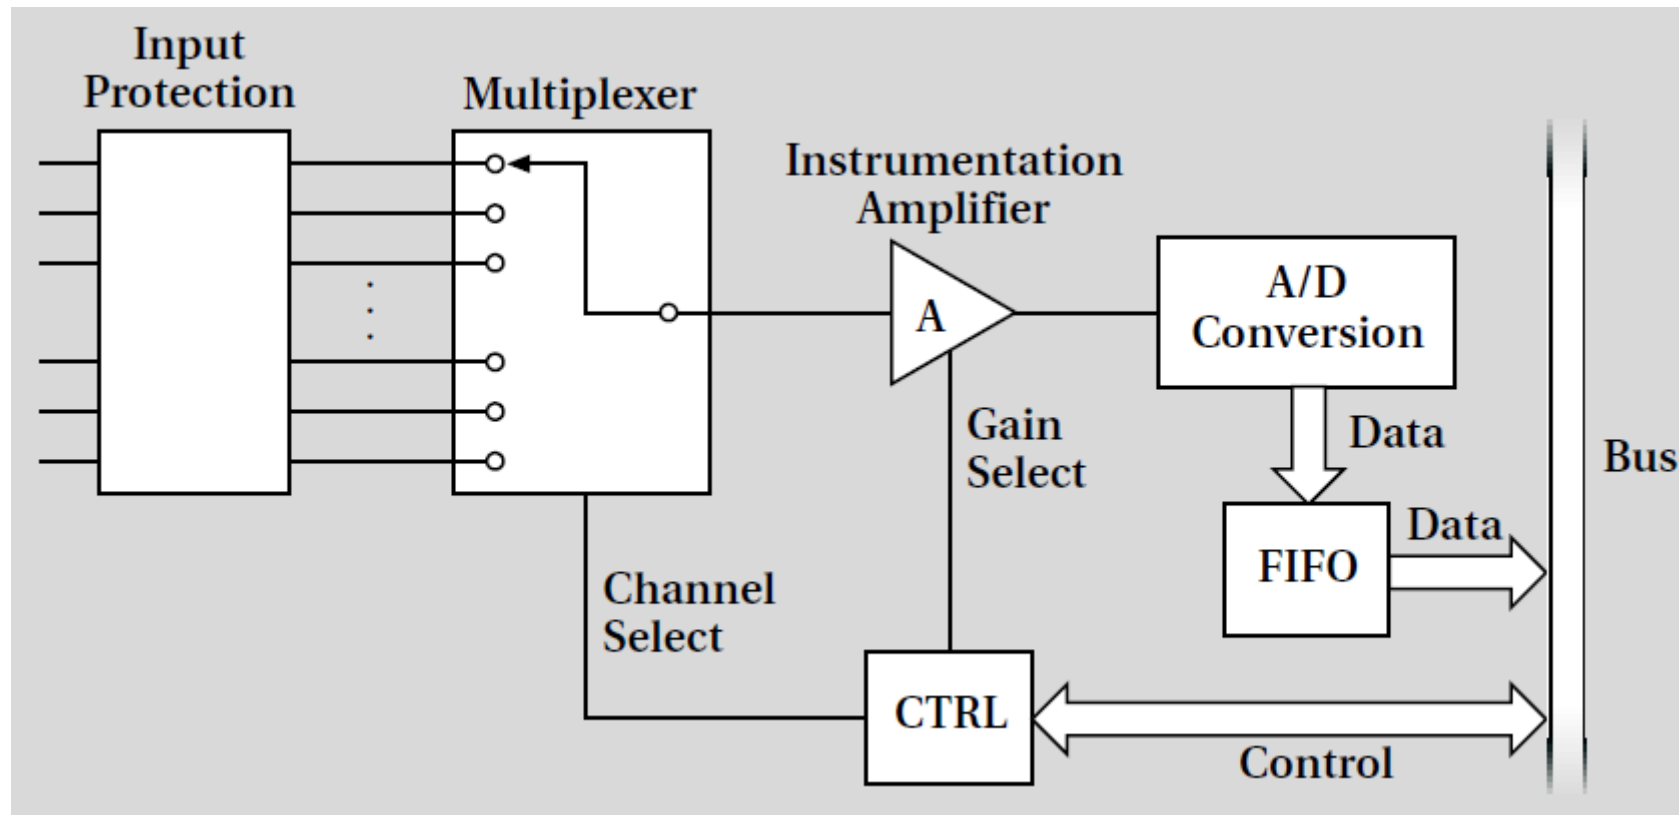 Input
Protection
Multiplexer
Instrumentation
Amplifier
A
A/D
Conversion
Gain
Select
Data
Bus
Data
FIFO
Channel
Select
CTRL
Control